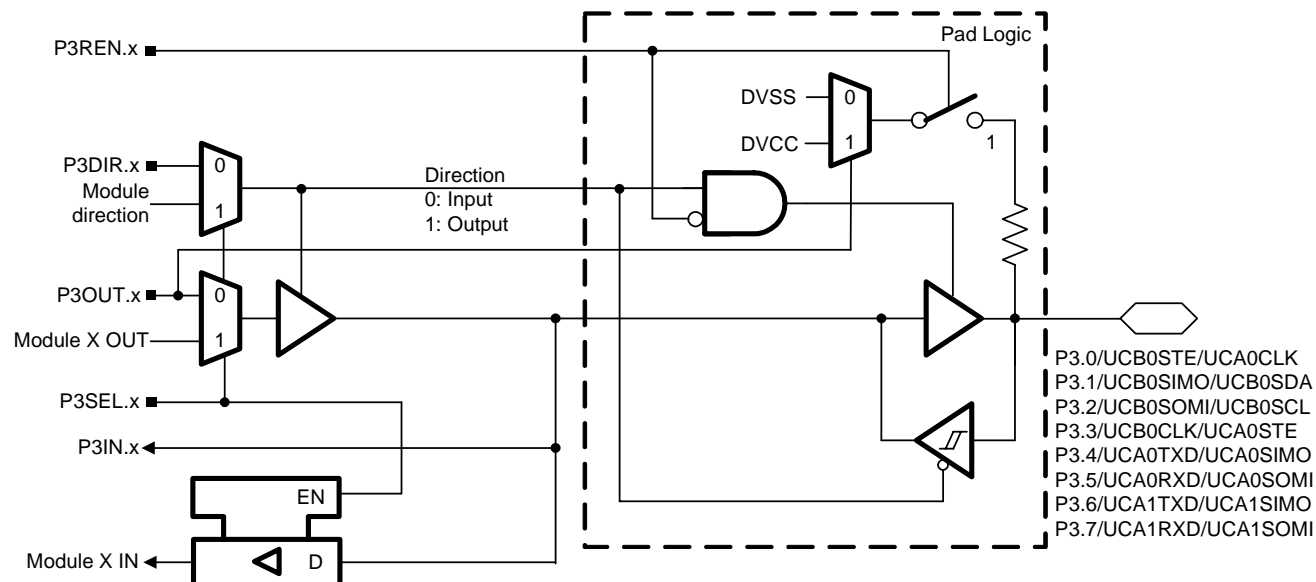 Pad Logic
P3REN.x
DVSS
0
DVCC
1
1
P3DIR.x
0
Module
direction
1
Direction
0: Input
1: Output
P3OUT.x
0
Module X OUT
1
P3SEL.x
P3IN.x
EN
Module X IN
D
P3.0/UCB0STE/UCA0CLK
P3.1/UCB0SIMO/UCB0SDA
P3.2/UCB0SOMI/UCB0SCL
P3.3/UCB0CLK/UCA0STE
P3.4/UCA0TXD/UCA0SIMO
P3.5/UCA0RXD/UCA0SOMI
P3.6/UCA1TXD/UCA1SIMO
P3.7/UCA1RXD/UCA1SOMI